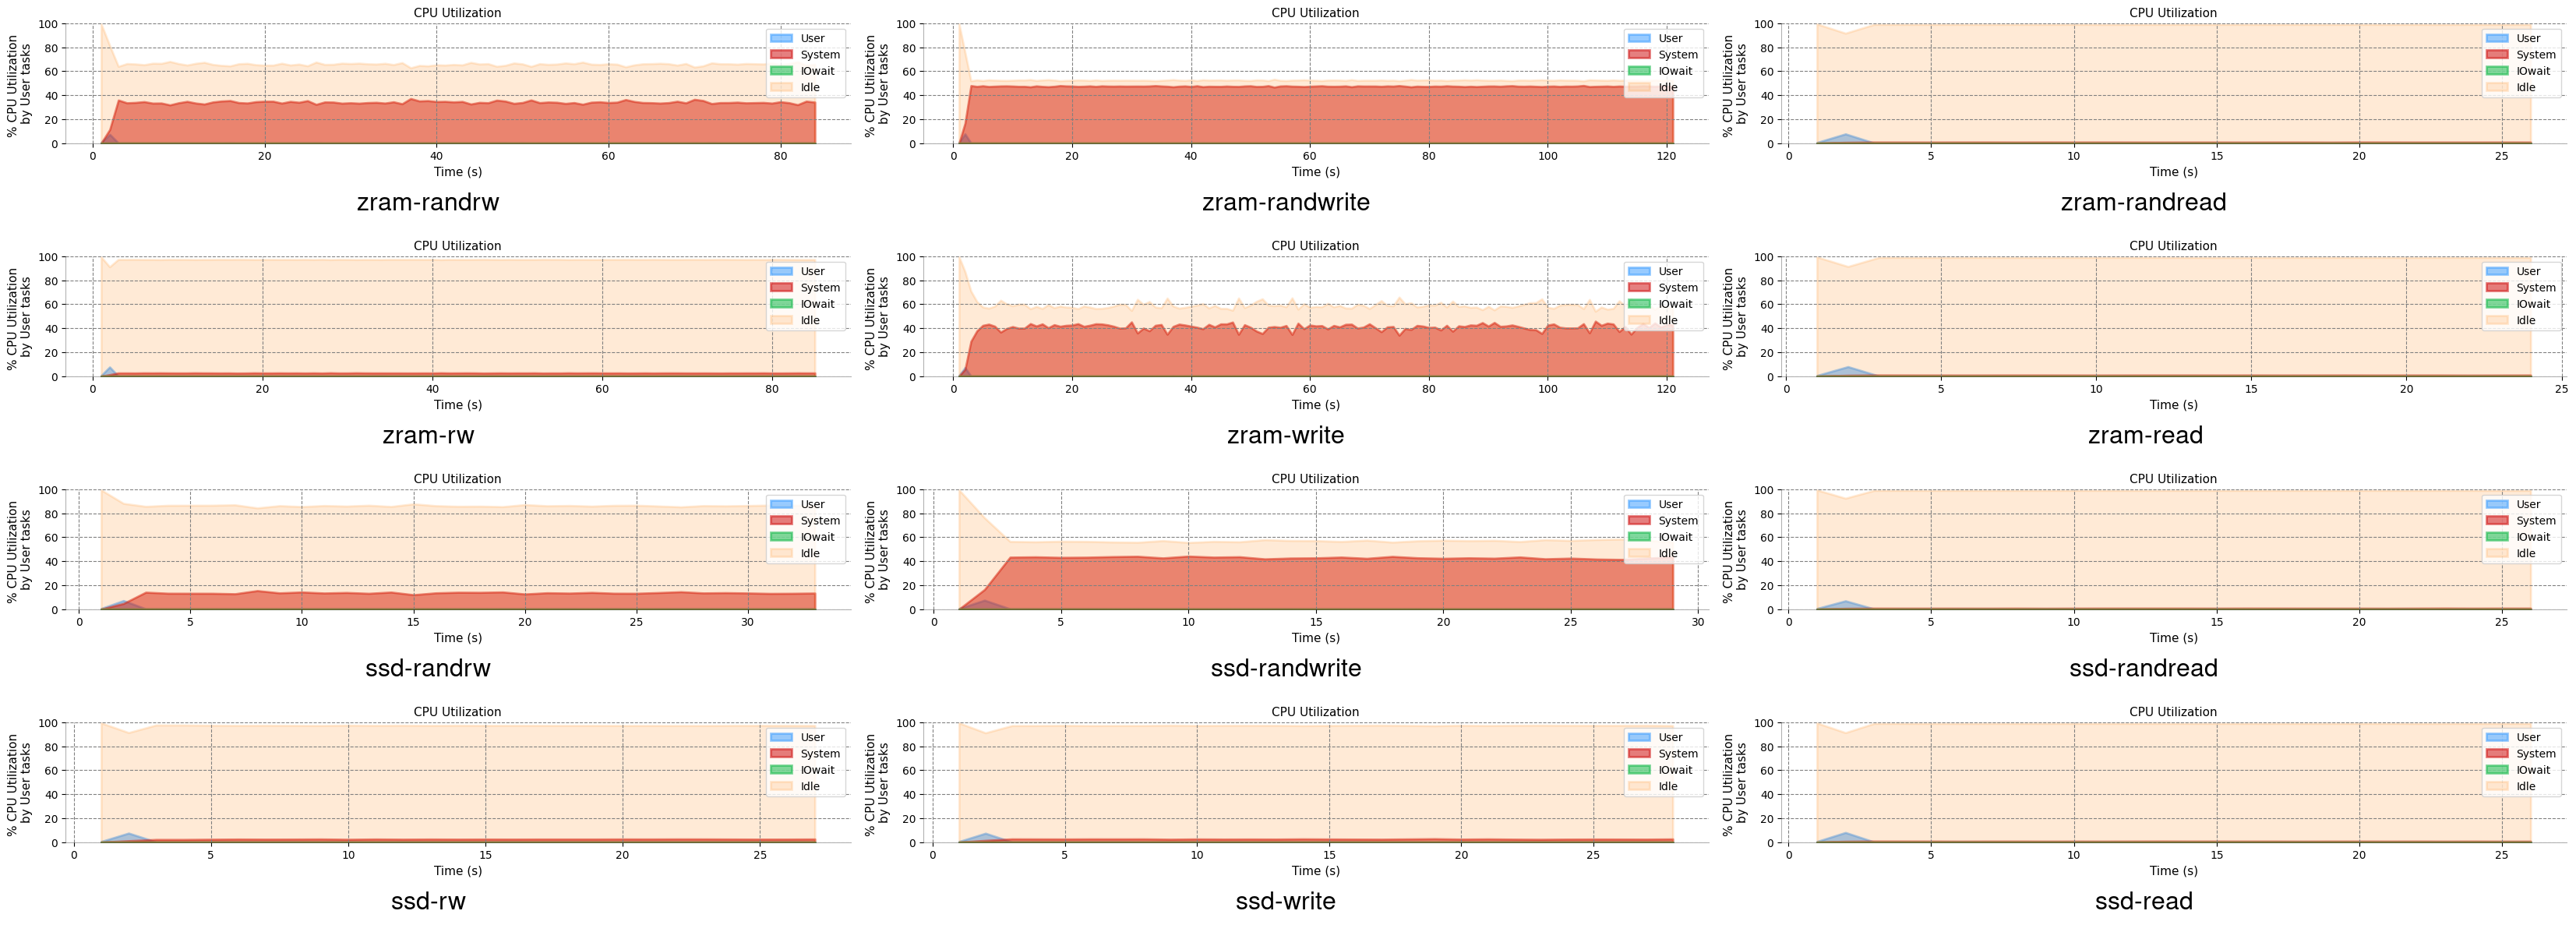 CPU Utilization
% CPU Utilization
by User tasks
100
80
60
40
20
0
User
System
IOwait
Idle
0 20 40 60 80
Time (s)
zram-randrw
CPU Utilization
% CPU Utilization
by User tasks
100
80
60
40
20
0
User
System
IOwait
Idle
0 20 40 60 80 100 120
Time (s)
zram-randwrite
CPU Utilization
% CPU Utilization
by User tasks
100
80
60
40
20
0
User
System
IOwait
Idle
0 5 10 15 20 25
Time (s)
zram-randread
CPU Utilization
% CPU Utilization
by User tasks
100
80
60
40
20
0
User
System
IOwait
Idle
0 20 40 60 80
Time (s)
zram-rw
CPU Utilization
% CPU Utilization
by User tasks
100
80
60
40
20
0
User
System
IOwait
Idle
0 20 40 60 80 100 120
Time (s)
zram-write
CPU Utilization
% CPU Utilization
by User tasks
100
80
60
40
20
0
User
System
IOwait
Idle
0 5 10 15 20 25
Time (s)
zram-read
CPU Utilization
% CPU Utilization
by User tasks
100
80
60
40
20
0
User
System
IOwait
Idle
0 5 10 15 20 25 30
Time (s)
ssd-randrw
CPU Utilization
% CPU Utilization
by User tasks
100
80
60
40
20
0
User
System
IOwait
Idle
0 5 10 15 20 25 30
Time (s)
ssd-randwrite
CPU Utilization
% CPU Utilization
by User tasks
100
80
60
40
20
0
User
System
IOwait
Idle
0 5 10 15 20 25
Time (s)
ssd-randread
CPU Utilization
% CPU Utilization
by User tasks
100
80
60
40
20
0
User
System
IOwait
Idle
0 5 10 15 20 25
Time (s)
ssd-rw
CPU Utilization
% CPU Utilization
by User tasks
100
80
60
40
20
0
User
System
IOwait
Idle
0 5 10 15 20 25
Time (s)
ssd-write
CPU Utilization
% CPU Utilization
by User tasks
100
80
60
40
20
0
User
System
IOwait
Idle
0 5 10 15 20 25
Time (s)
ssd-read